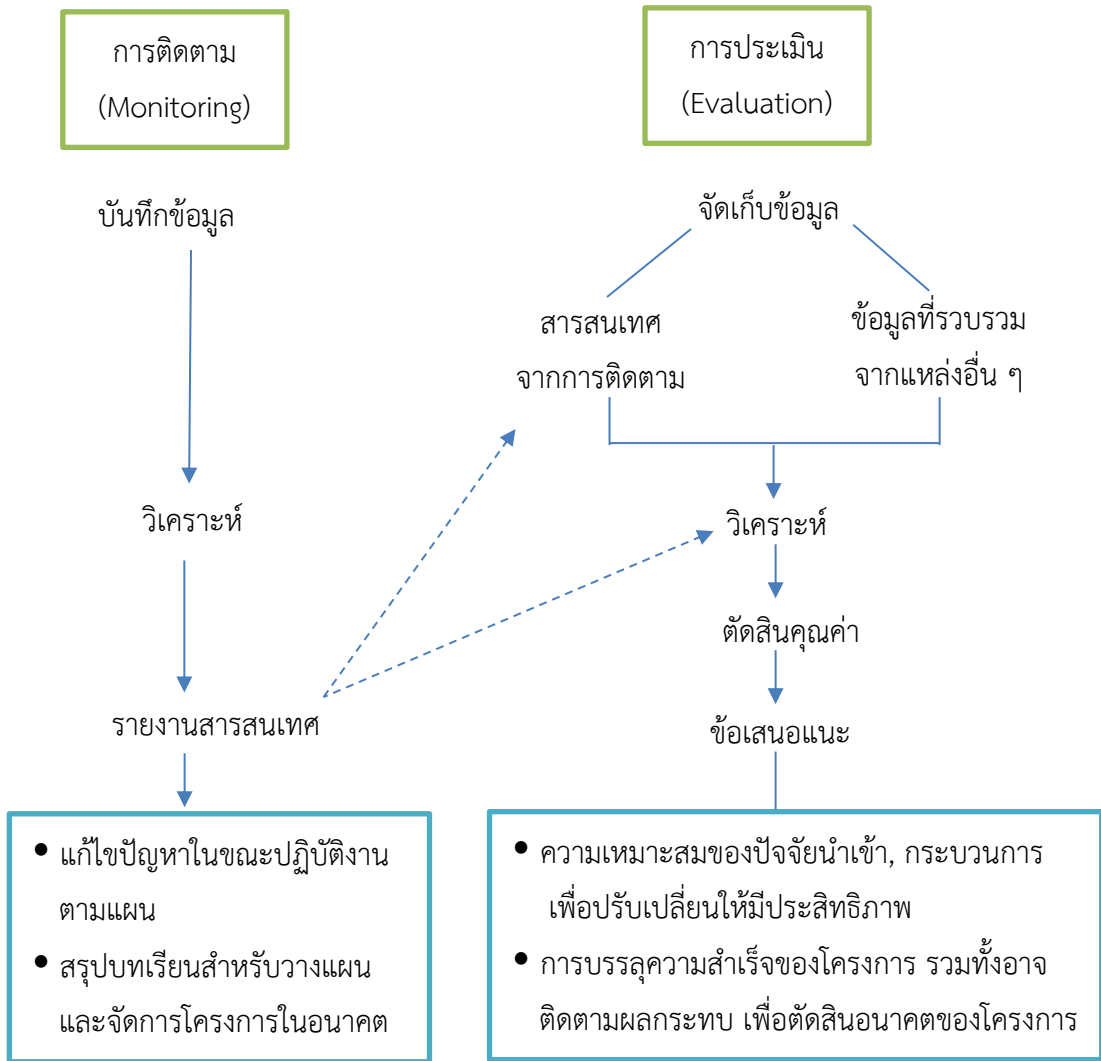 การติดตาม
(Monitoring)
บันทึกข้อมูล
วิเคราะห์
รายงานสารสนเทศ
• แก้ไขปัญหาในขณะปฏิบัติงาน
ตามแผน
• สรุปบทเรียนสำหรับวางแผน
และจัดการโครงการในอนาคต
การประเมิน
(Evaluation)
จัดเก็บข้อมูล
สารสนเทศ
จากการติดตาม
ข้อมูลที่รวบรวม
จากแหล่งอื่น ๆ
วิเคราะห์
ตัดสินคุณค่า
ข้อเสนอแนะ
• ความเหมาะสมของปัจจัยนำเข้า, กระบวนการ
เพื่อปรับเปลี่ยนให้มีประสิทธิภาพ
• การบรรลุความสำเร็จของโครงการ รวมทั้งอาจ
ติดตามผลกระทบ เพื่อตัดสินอนาคตของโครงการ